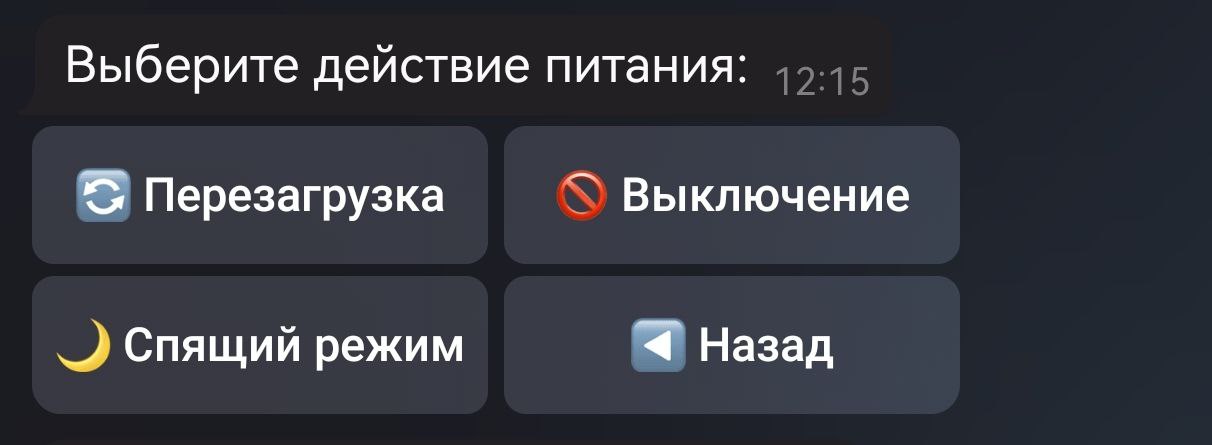 Выберите действие питания: 12:15
🔄 Перезагрузка
🚫 Выключение
🌙 Спящий режим
◀️ Назад